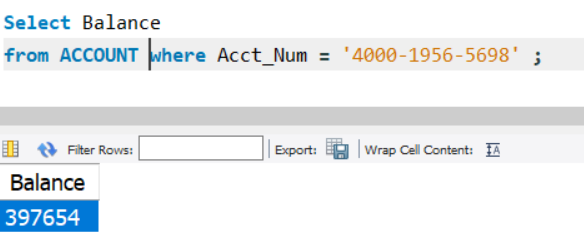 Select Balance
from ACCOUNT where Acct_Num = '4000-1956-5698' ;
Filter Rows: Export: Wrap Cell Content:
Balance
397654